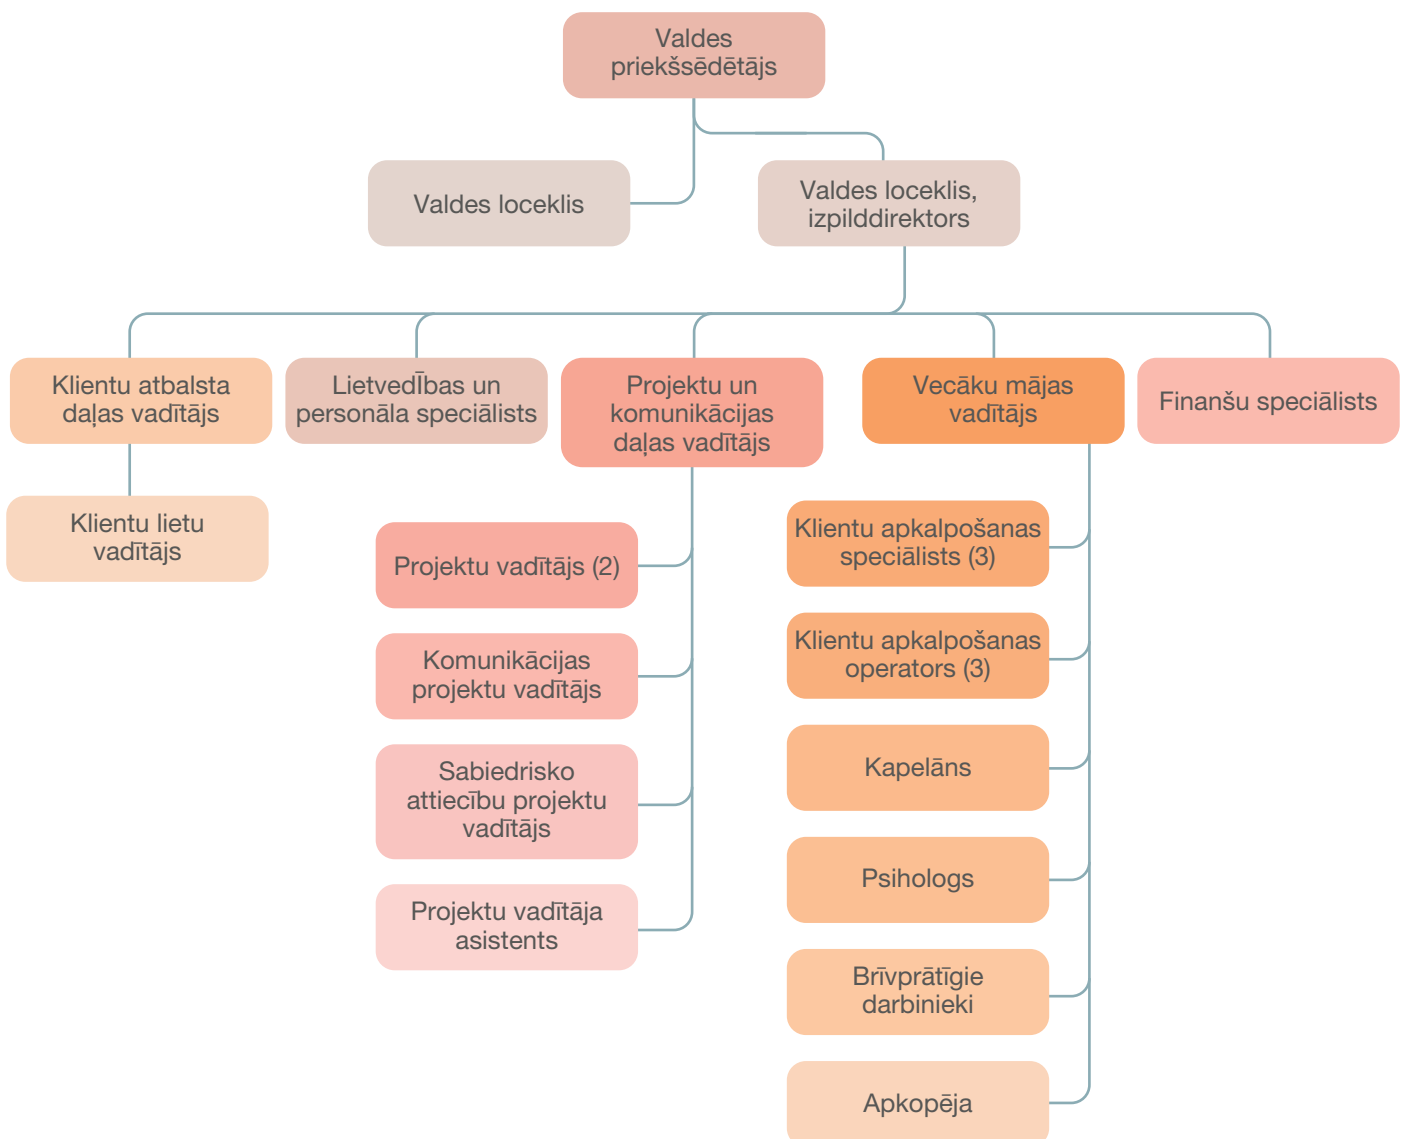 Valdes
priekšsēdētājs
Valdes loceklis
Valdes loceklis,
izpilddirektors
Klientu atbalsta
daļas vadītājs
Lietvedības un
personāla speciālists
Projektu un
komunikācijas
daļas vadītājs
Vecāku mājas
vadītājs
Finanšu speciālists
Klientu lietu
vadītājs
Projektu vadītājs (2)
Komunikācijas
projektu vadītājs
Sabiedrisko
attiecību projektu
vadītājs
Projektu vadītāja
asistents
Klientu apkalpošanas
speciālists (3)
Klientu apkalpošanas
operators (3)
Kapelāns
Psihologs
Brīvprātīgie
darbinieki
Apkopēja